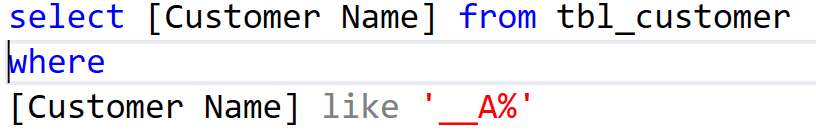 select [Customer Name] from tbl_customer
where
[Customer Name] like '__A%'